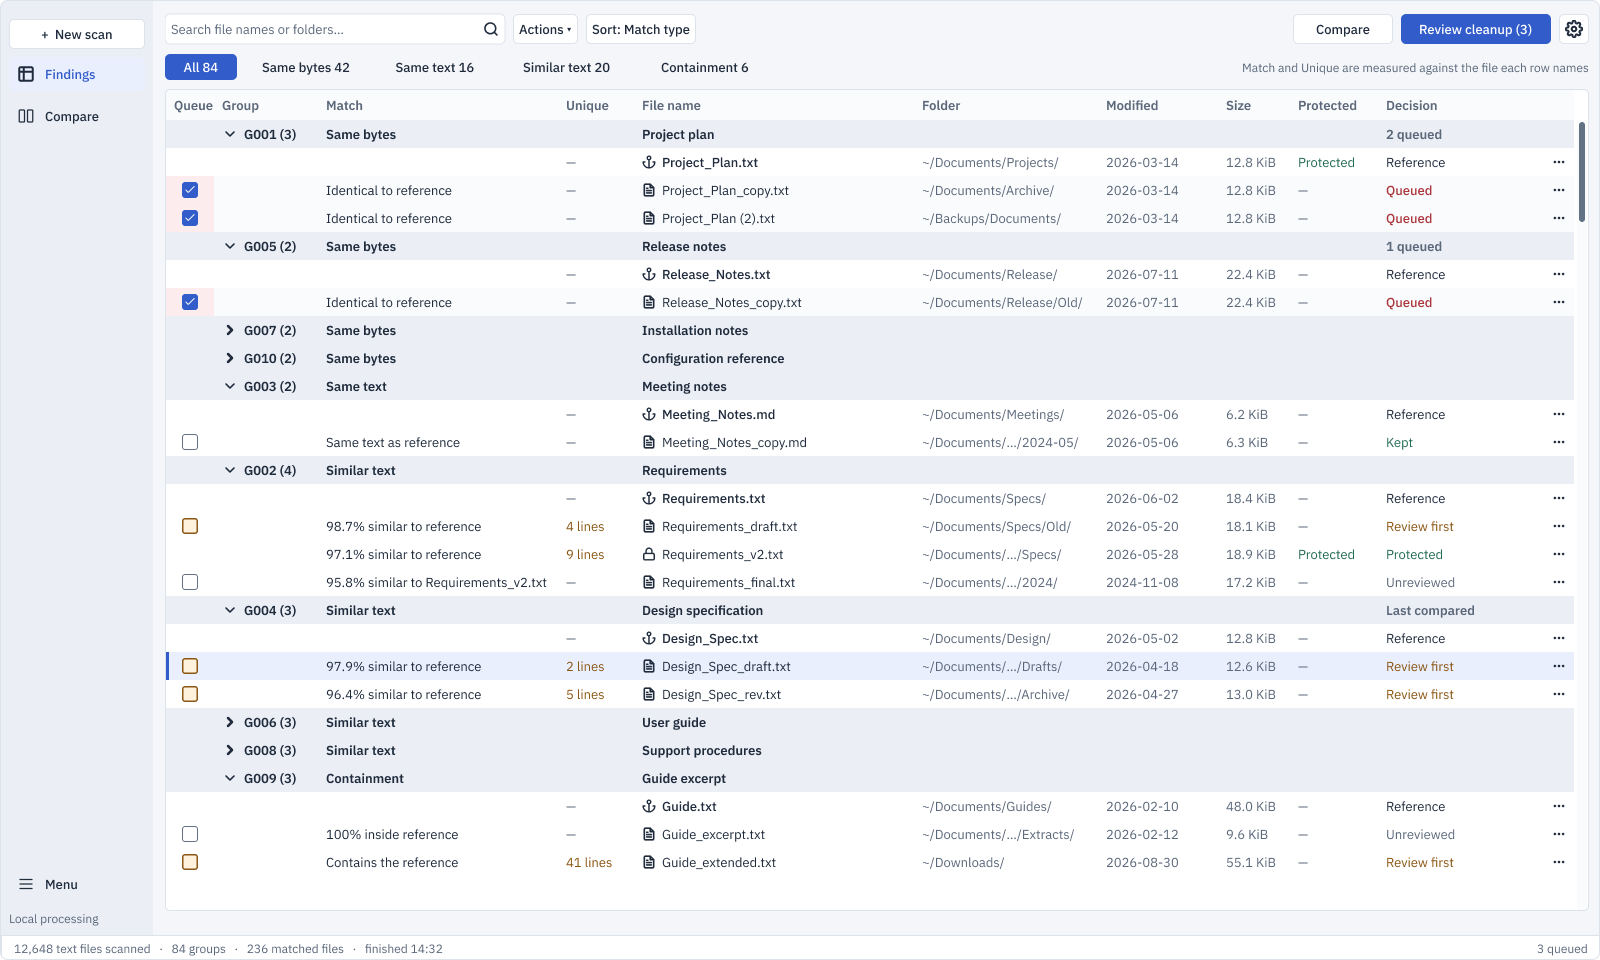 + New scan
Search file names or folders...
Actions ▾
Sort: Match type
Compare
Review cleanup (3)
Findings
Compare
All 84
Same bytes 42
Same text 16
Similar text 20
Containment 6
Match and Unique are measured against the file each row names
Queue Group Match Unique File name Folder Modified Size Protected Decision
G001 (3) Same bytes Project plan 2 queued
— Project_Plan.txt ~/Documents/Projects/ 2026-03-14 12.8 KiB Protected Reference ...
Identical to reference — Project_Plan_copy.txt ~/Documents/Archive/ 2026-03-14 12.8 KiB — Queued ...
Identical to reference — Project_Plan (2).txt ~/Backups/Documents/ 2026-03-14 12.8 KiB — Queued ...
G005 (2) Same bytes Release notes 1 queued
— Release_Notes.txt ~/Documents/Release/ 2026-07-11 22.4 KiB — Reference ...
Identical to reference — Release_Notes_copy.txt ~/Documents/Release/Old/ 2026-07-11 22.4 KiB — Queued ...
G007 (2) Same bytes Installation notes
G010 (2) Same bytes Configuration reference
G003 (2) Same text Meeting notes
— Meeting_Notes.md ~/Documents/Meetings/ 2026-05-06 6.2 KiB — Reference ...
Same text as reference — Meeting_Notes_copy.md ~/Documents/.../2024-05/ 2026-05-06 6.3 KiB — Kept ...
G002 (4) Similar text Requirements
— Requirements.txt ~/Documents/Specs/ 2026-06-02 18.4 KiB — Reference ...
98.7% similar to reference 4 lines Requirements_draft.txt ~/Documents/Specs/Old/ 2026-05-20 18.1 KiB — Review first ...
97.1% similar to reference 9 lines Requirements_v2.txt ~/Documents/.../Specs/ 2026-05-28 18.9 KiB Protected Protected ...
95.8% similar to Requirements_v2.txt — Requirements_final.txt ~/Documents/.../2024/ 2024-11-08 17.2 KiB — Unreviewed ...
G004 (3) Similar text Design specification Last compared
— Design_Spec.txt ~/Documents/Design/ 2026-05-02 12.8 KiB — Reference ...
97.9% similar to reference 2 lines Design_Spec_draft.txt ~/Documents/.../Drafts/ 2026-04-18 12.6 KiB — Review first ...
96.4% similar to reference 5 lines Design_Spec_rev.txt ~/Documents/.../Archive/ 2026-04-27 13.0 KiB — Review first ...
G006 (3) Similar text User guide
G008 (3) Similar text Support procedures
G009 (3) Containment Guide excerpt
— Guide.txt ~/Documents/Guides/ 2026-02-10 48.0 KiB — Reference ...
100% inside reference — Guide_excerpt.txt ~/Documents/.../Extracts/ 2026-02-12 9.6 KiB — Unreviewed ...
Contains the reference 41 lines Guide_extended.txt ~/Downloads/ 2026-08-30 55.1 KiB — Review first ...
Menu
Local processing
12,648 text files scanned · 84 groups · 236 matched files · finished 14:32
3 queued